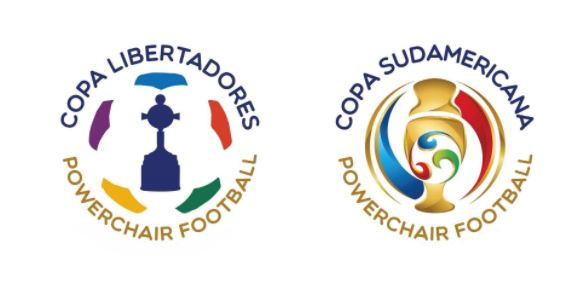 COPA LIBERTADORES
POWERCHAIR FOOTBALL
COPA SUDAMERICANA
POWERCHAIR FOOTBALL